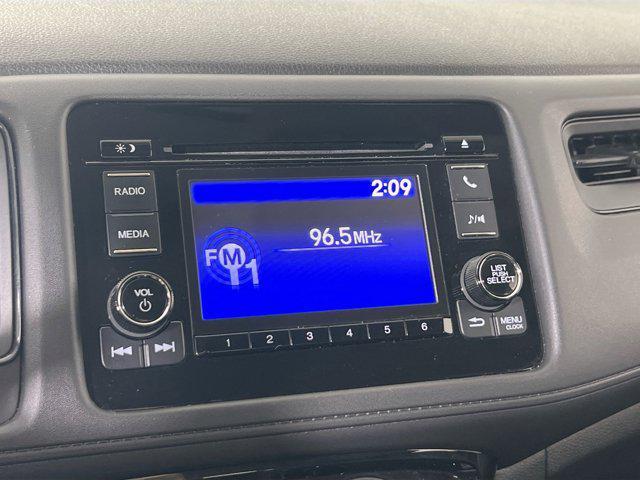 RADIO
MEDIA
VOL
2:09
96.5MHz
FM1
1 2 3 4 5 6
LIST
PUSH
SELECT
MENU
CLOCK